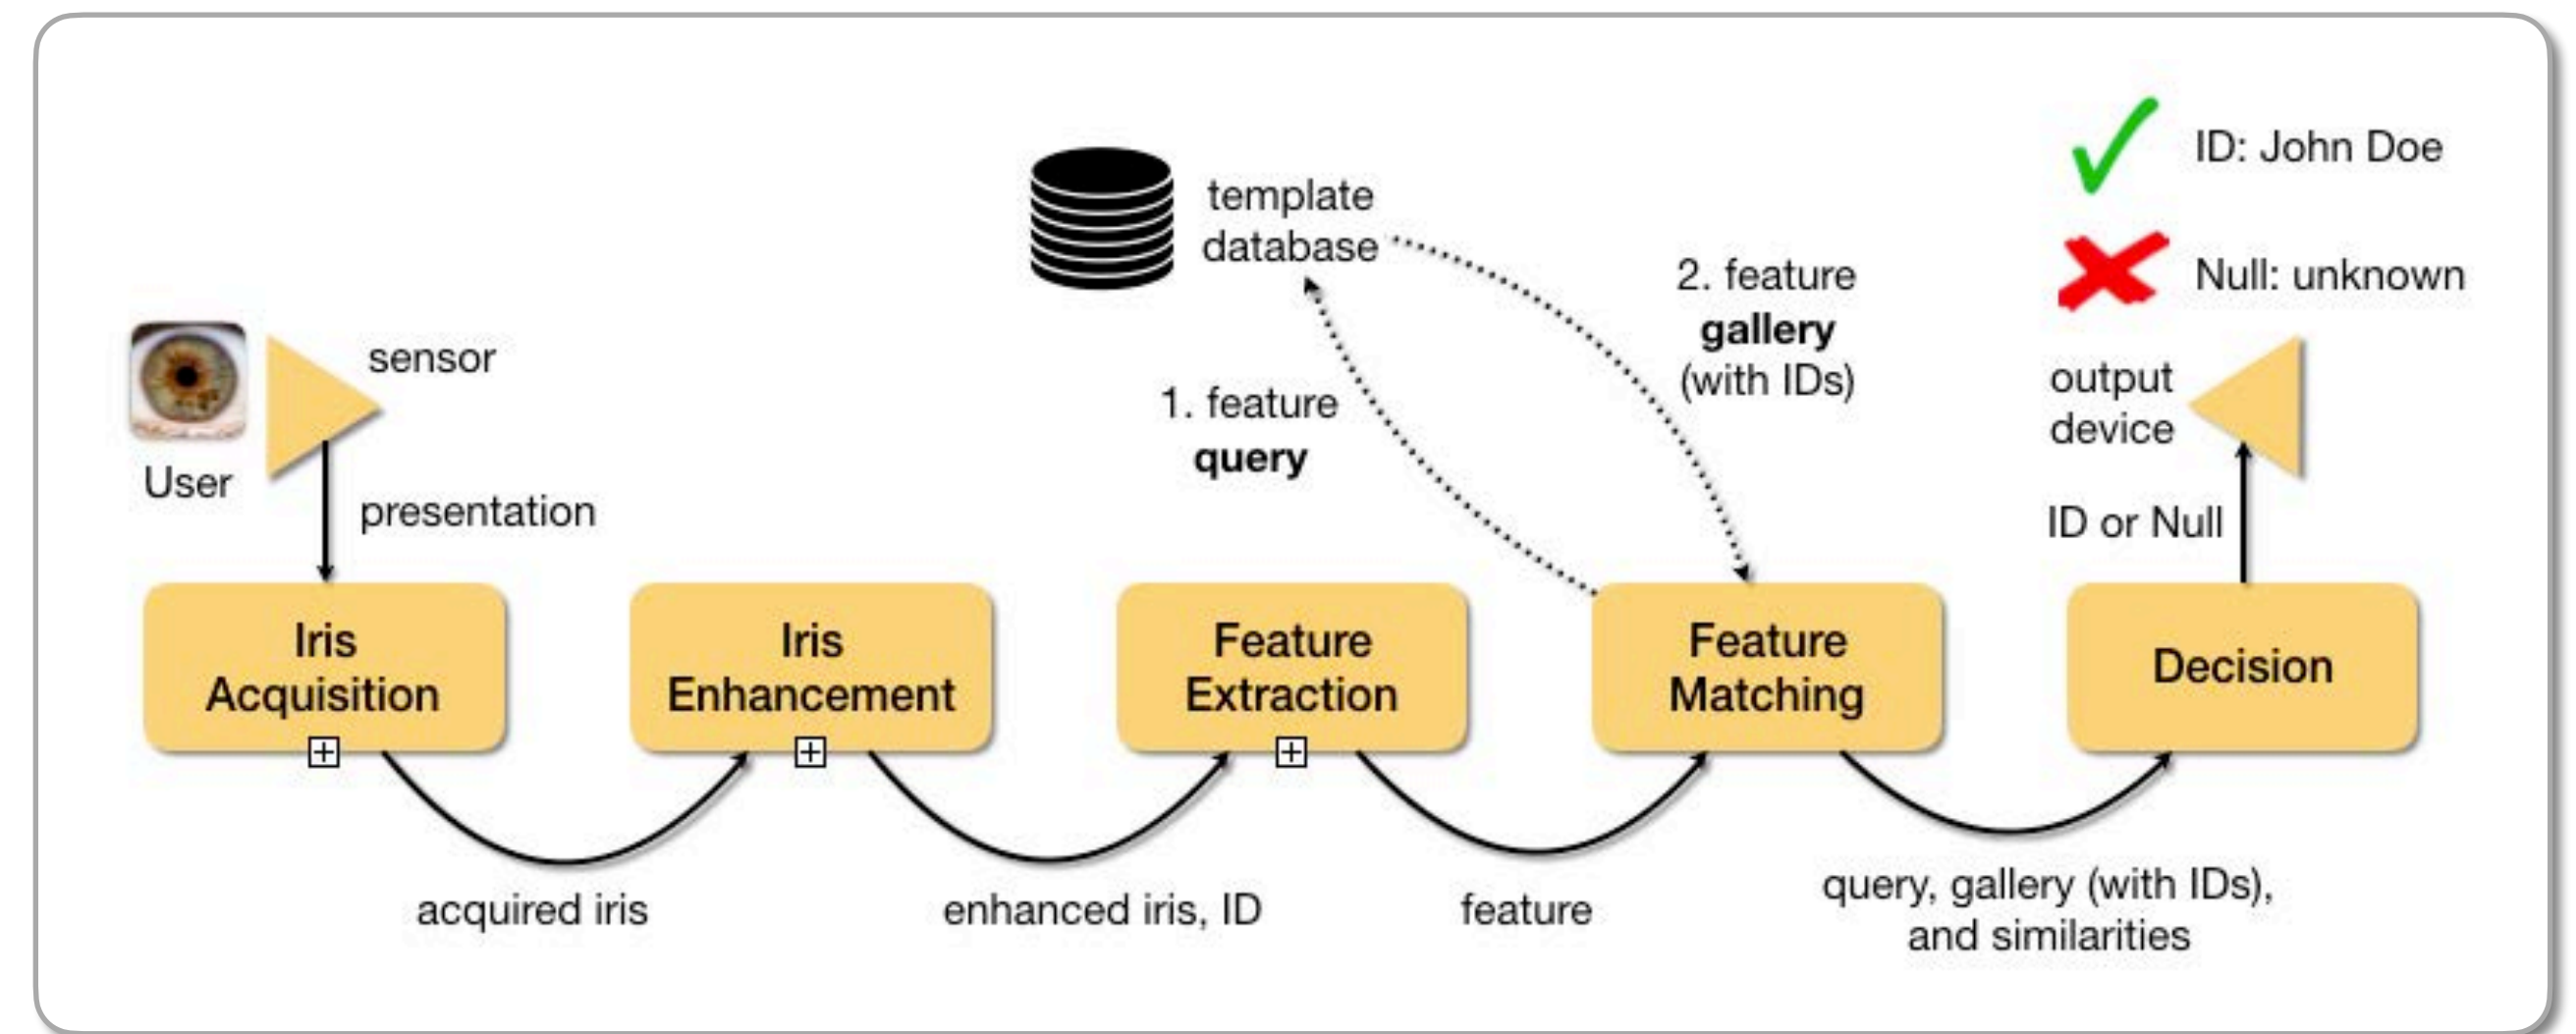 ID: John Doe
Null: unknown
template
database
2. feature
gallery
(with IDs)
1. feature
query
sensor
User
presentation
output
device
ID or Null
Iris
Acquisition
Iris
Enhancement
Feature
Extraction
Feature
Matching
Decision
acquired iris
enhanced iris, ID
feature
query, gallery (with IDs),
and similarities